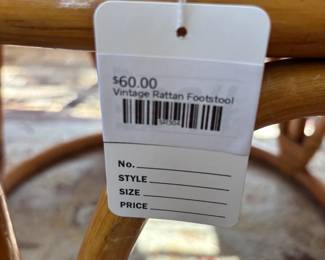 $60.00
Vintage Rattan Footstool
No.
STYLE
SIZE
PRICE